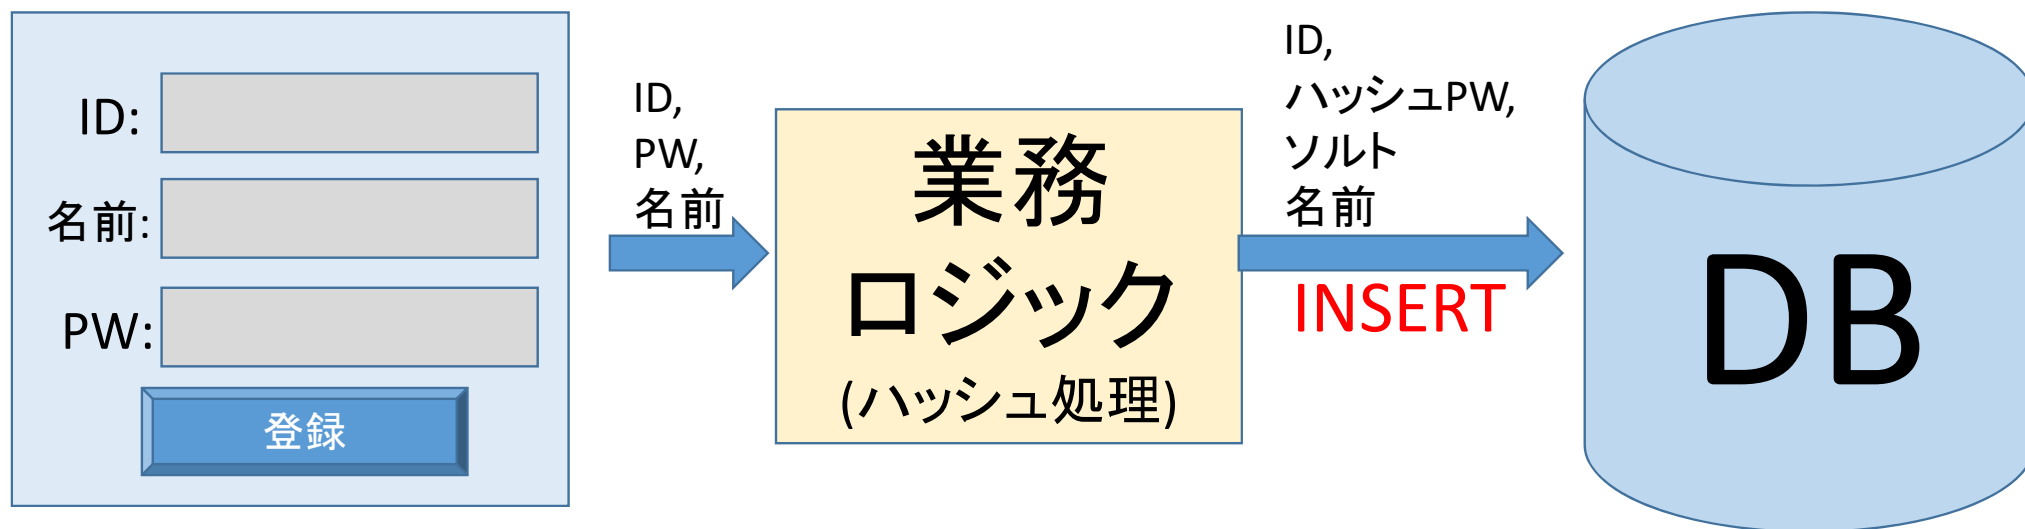 ID:
名前:
PW:
登録
ID,
PW,
名前
業務
ロジック
(ハッシュ処理)
ID,
ハッシュPW,
ソルト
名前
INSERT
DB